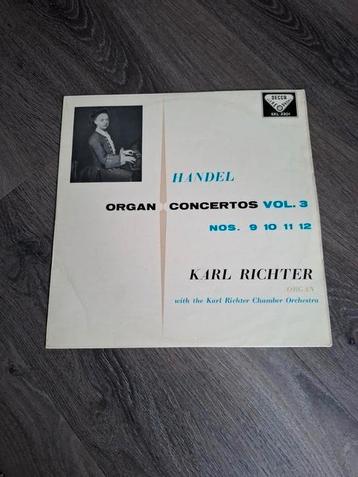 DECCA
HANDEL
ORGAN CONCERTOS VOL. 3
NOS. 9 10 11 12
KARL RICHTER
ORGAN
with the Karl Richter Chamber Orchestra